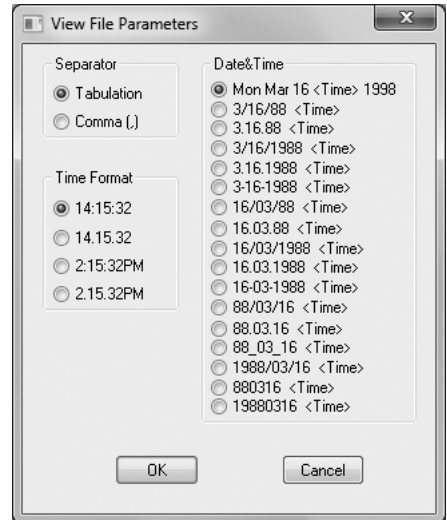 View File Parameters
X
Separator
Tabulation
Comma (,)
Time Format
14:15:32
14.15.32
2:15:32PM
2.15.32PM
Date&Time
Mon Mar 16 <Time> 1998
3/16/88 <Time>
3.16.88 <Time>
3/16/1988 <Time>
3.16.1988 <Time>
3-16-1988 <Time>
16/03/88 <Time>
16.03.88 <Time>
16/03/1988 <Time>
16.03.1988 <Time>
16-03-1988 <Time>
88/03/16 <Time>
88.03.16 <Time>
88_03_16 <Time>
1988/03/16 <Time>
880316 <Time>
19880316 <Time>
OK
Cancel